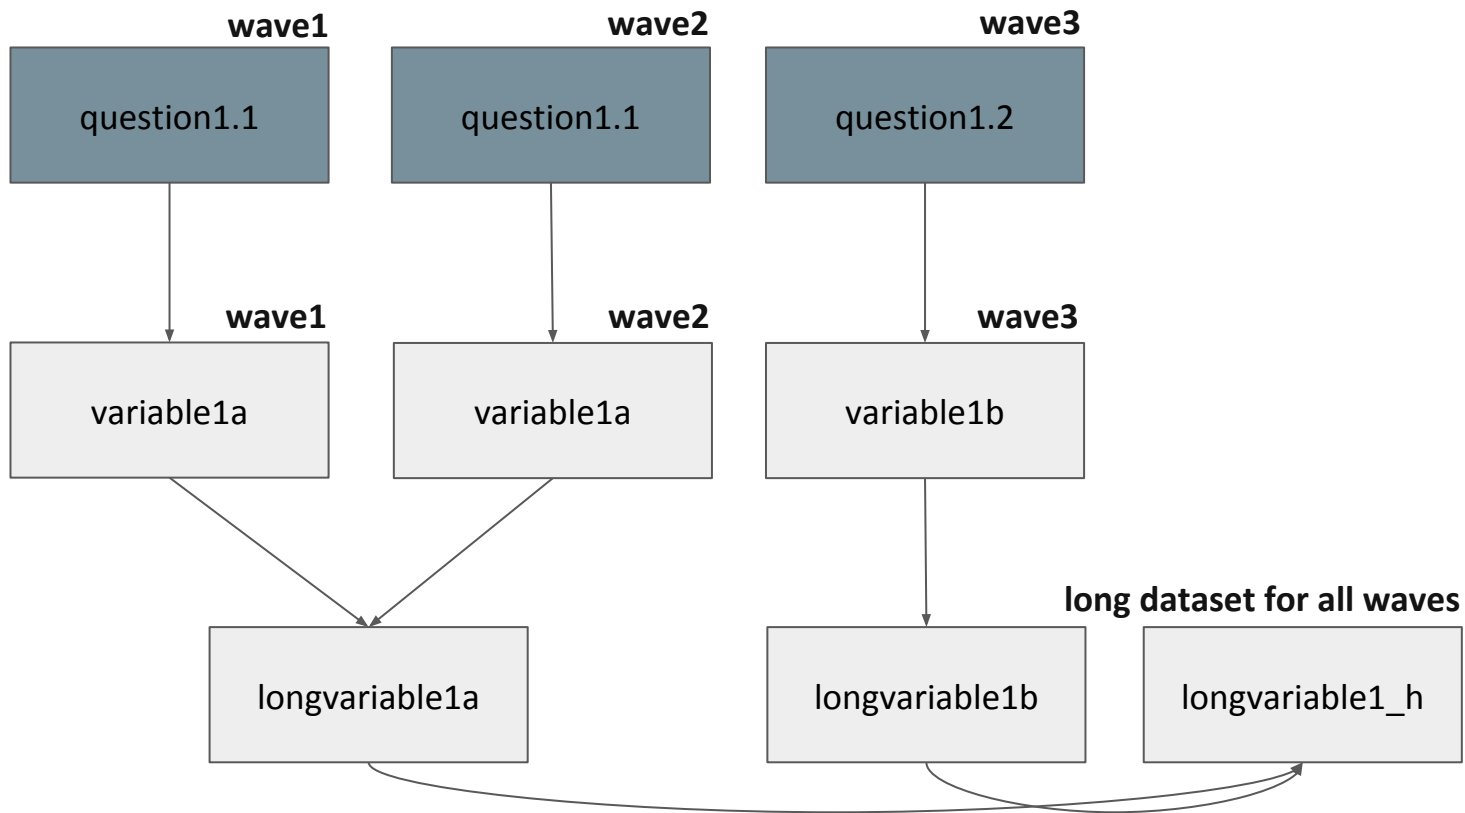 wave1
wave2
wave3
question1.1
question1.1
question1.2
wave1
wave2
wave3
variable1a
variable1a
variable1b
long dataset for all waves
longvariable1a
longvariable1b
longvariable1_h